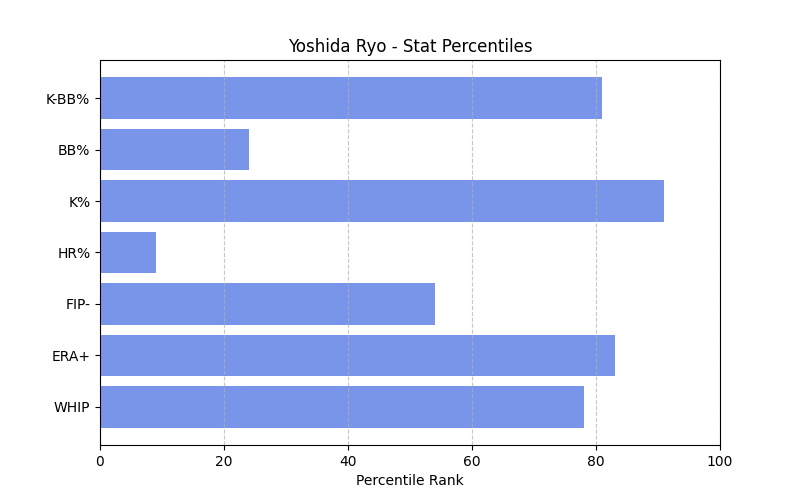 Yoshida Ryo - Stat Percentiles
K-BB%
BB%
K%
HR%
FIP-
ERA+
WHIP
0 20 40 60 80 100
Percentile Rank